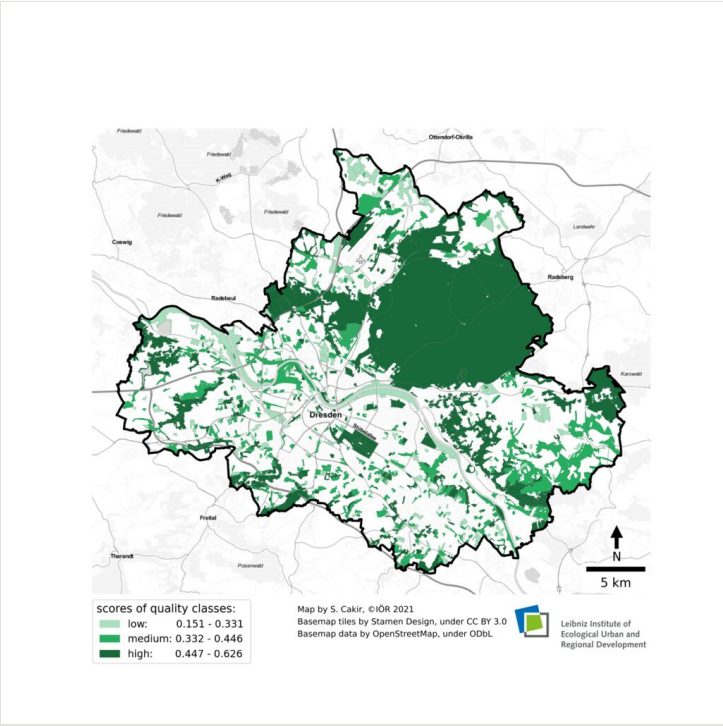 Friedewald
Ottendorf-Okrilla
Friedewald
K-Weg
Friedewald
Friedewald
Landwehr
Coswig
Radeberg
Radebeul
Karswald
Dresden
Stübelallee
Freital
Tharandt
Poisenwald
N
5 km
scores of quality classes:
low: 0.151 - 0.331
medium: 0.332 - 0.446
high: 0.447 - 0.626
Map by S. Cakir, ©IÖR 2021
Basemap tiles by Stamen Design, under CC BY 3.0
Basemap data by OpenStreetMap, under ODbL
Leibniz Institute of
Ecological Urban and
Regional Development